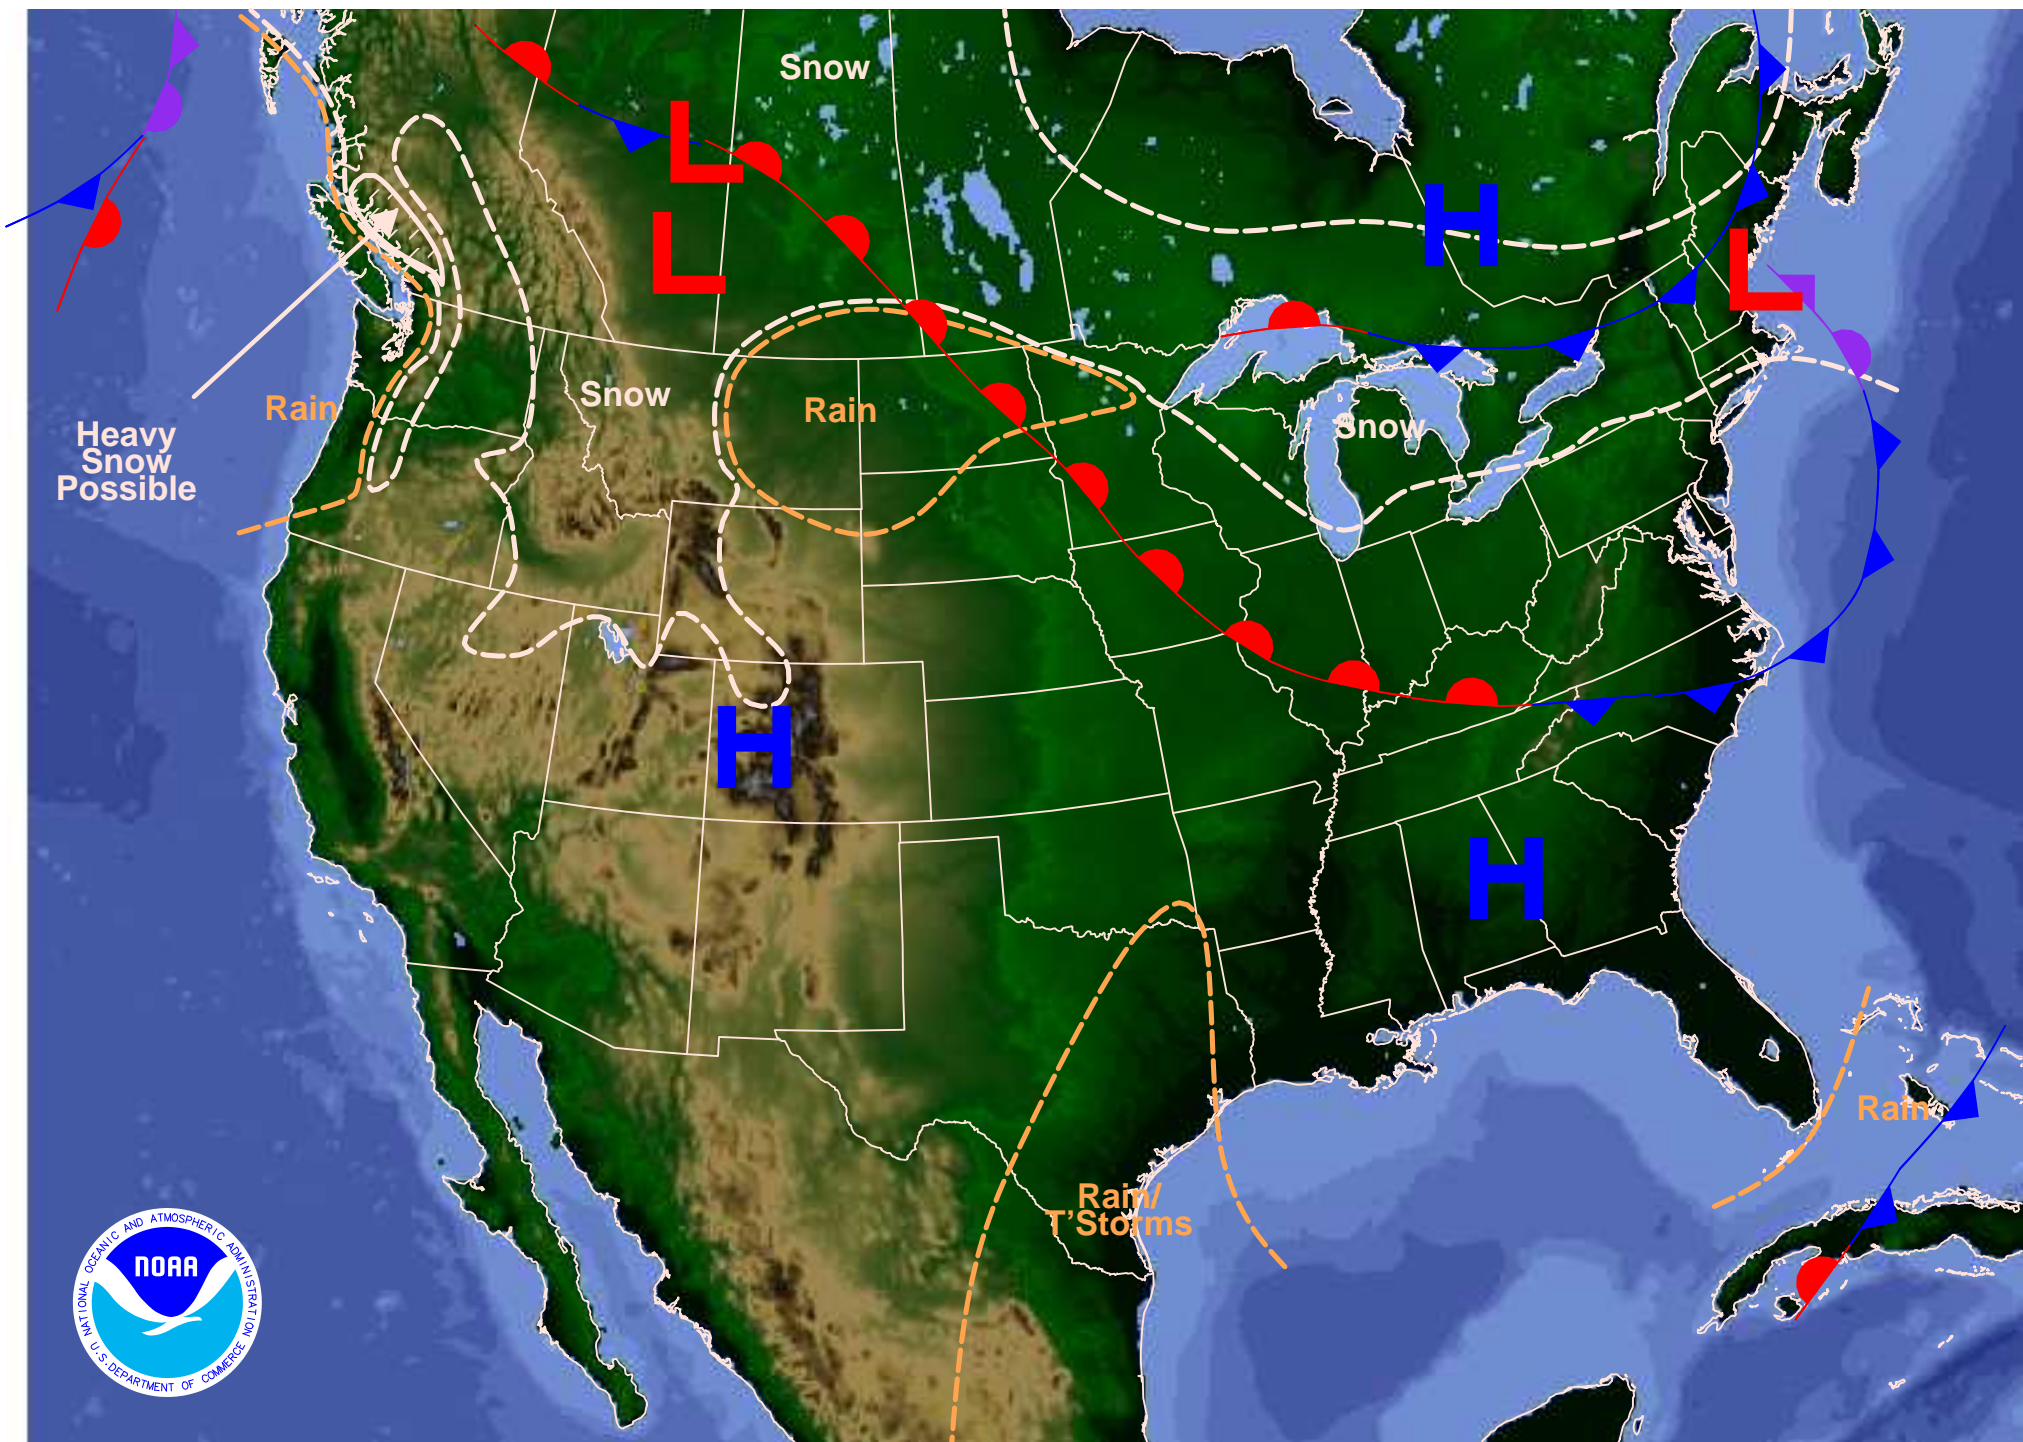 Snow
L
L
H
L
Snow
Rain
Rain
Snow
Heavy
Snow
Possible
H
H
Rain
Rain/
T'Storms
NATIONAL OCEANIC AND ATMOSPHERIC ADMINISTRATION
NOAA
U.S. DEPARTMENT OF COMMERCE